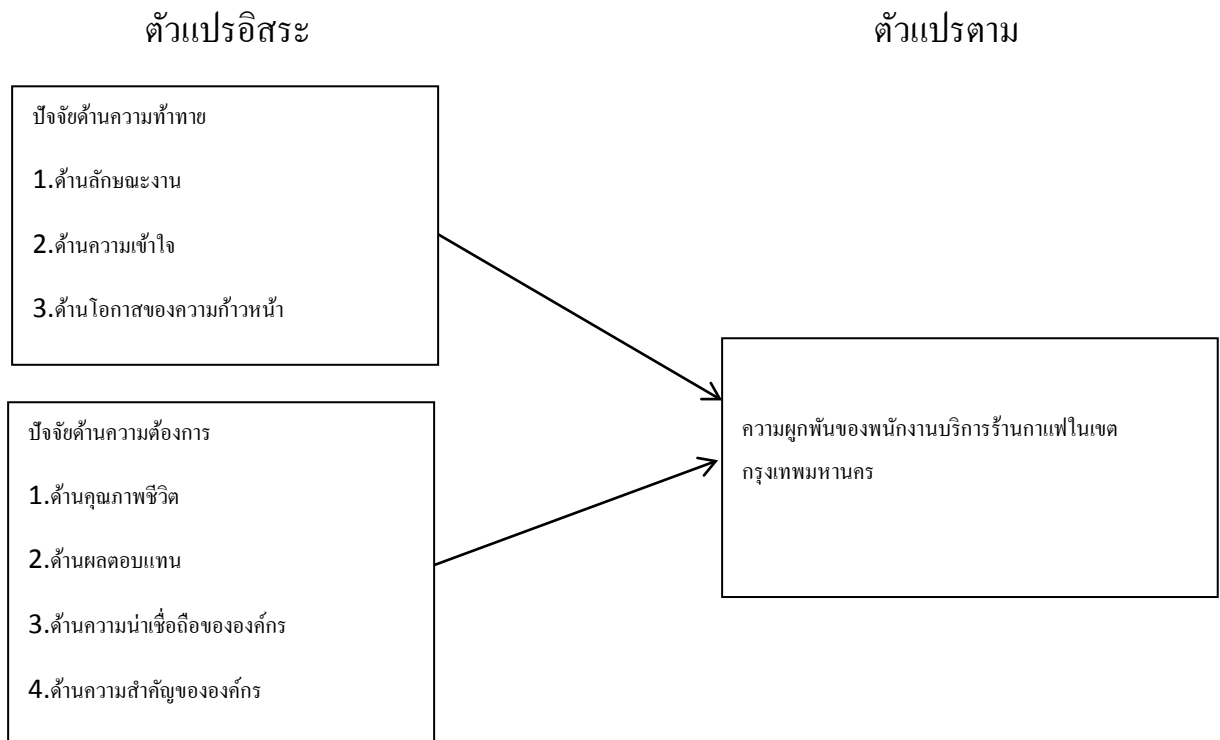 ตัวแปรอิสระ
ตัวแปรตาม
ปัจจัยด้านความท้าทาย
1.ด้านลักษณะงาน
2.ด้านความเข้าใจ
3.ด้านโอกาสของความก้าวหน้า
ปัจจัยด้านความต้องการ
1.ด้านคุณภาพชีวิต
2.ด้านผลตอบแทน
3.ด้านความน่าเชื่อถือขององค์กร
4.ด้านความสำคัญขององค์กร
ความผูกพันของพนักงานบริการร้านกาแฟในเขต
กรุงเทพมหานคร